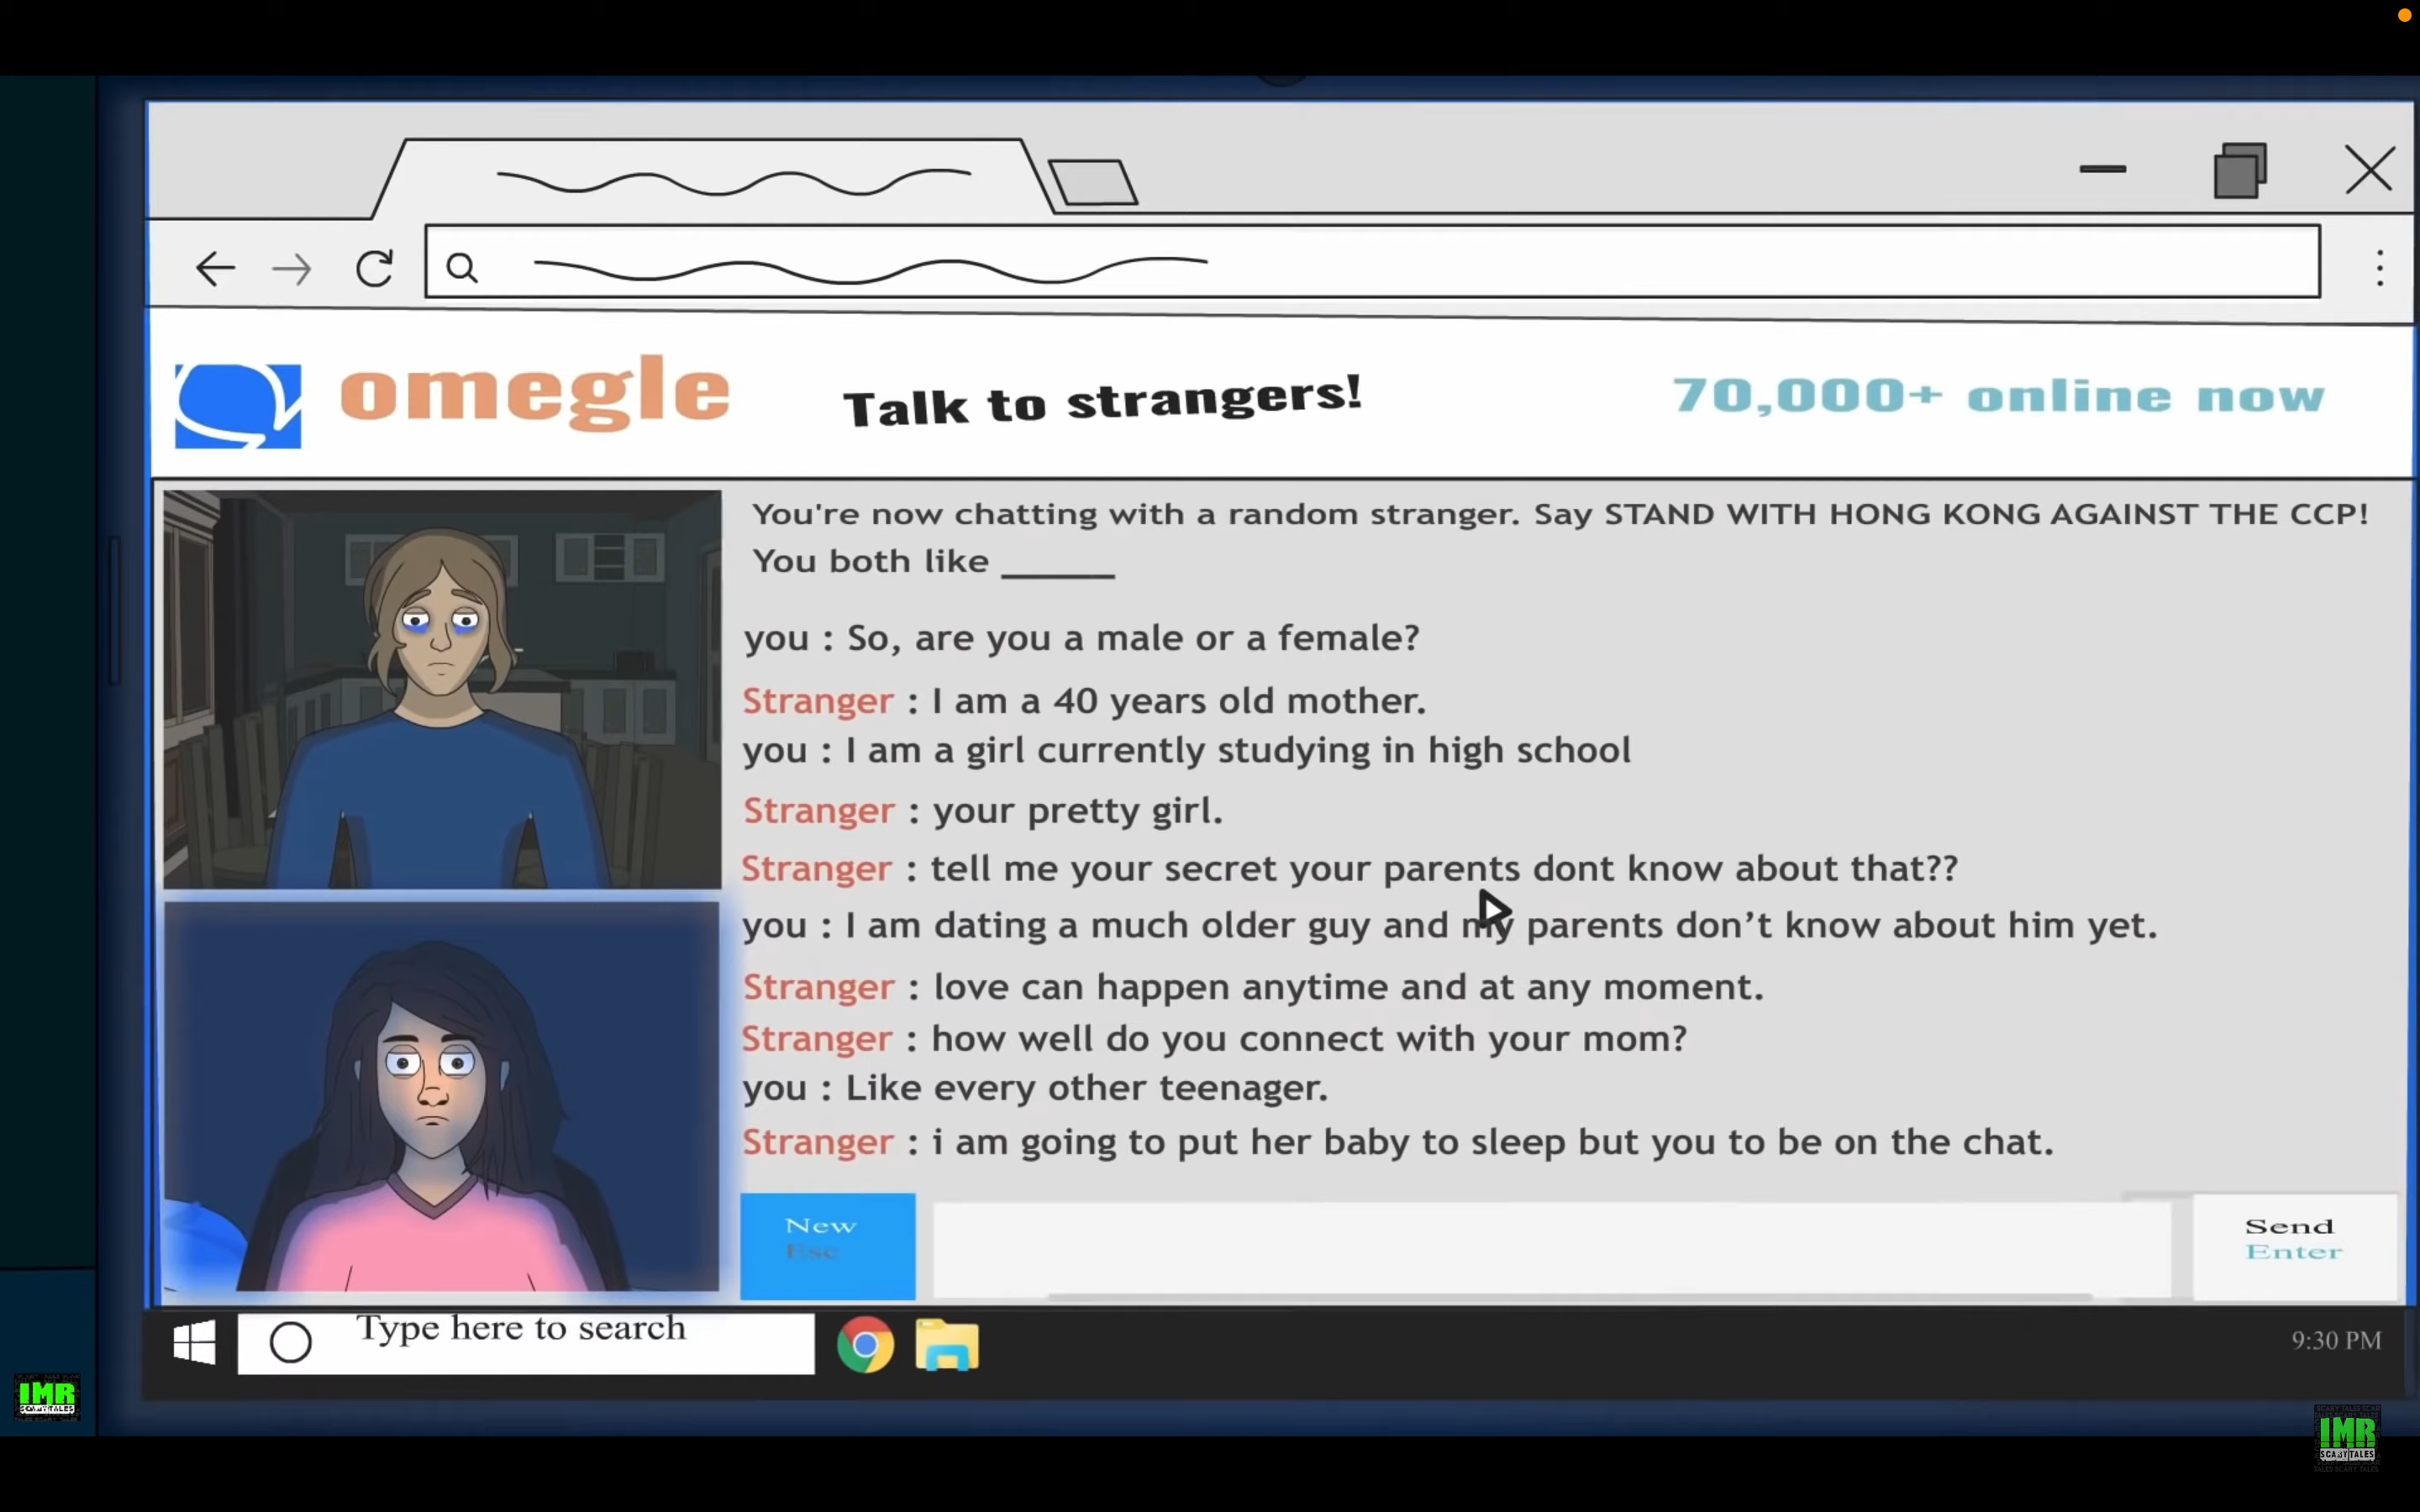 omegle Talk to strangers! 70,000+ online now
You're now chatting with a random stranger. Say STAND WITH HONG KONG AGAINST THE CCP!
You both like ______
you : So, are you a male or a female?
Stranger : I am a 40 years old mother.
you : I am a girl currently studying in high school
Stranger : your pretty girl.
Stranger : tell me your secret your parents dont know about that??
you : I am dating a much older guy and my parents don't know about him yet.
Stranger : love can happen anytime and at any moment.
Stranger : how well do you connect with your mom?
you : Like every other teenager.
Stranger : i am going to put her baby to sleep but you to be on the chat.
New
Esc
Send
Enter
Type here to search
9:30 PM
IMR
SCARY TALES
IMR
SCARY TALES